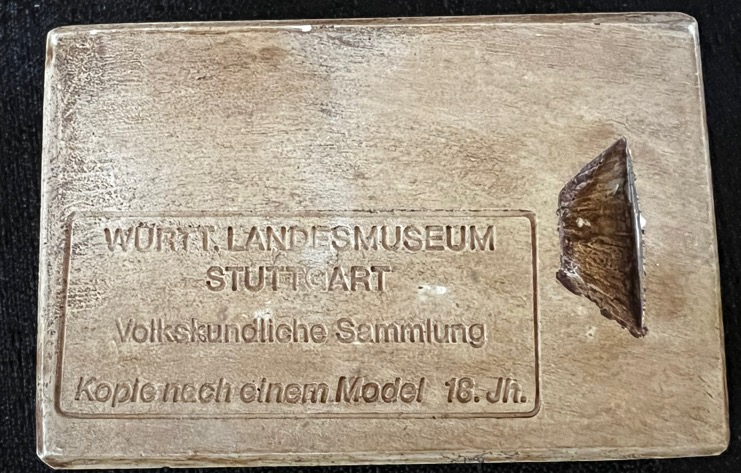 WÜRTT. LANDESMUSEUM
STUTTGART
Volkskundliche Sammlung
Kopie nach einem Model 18. Jh.